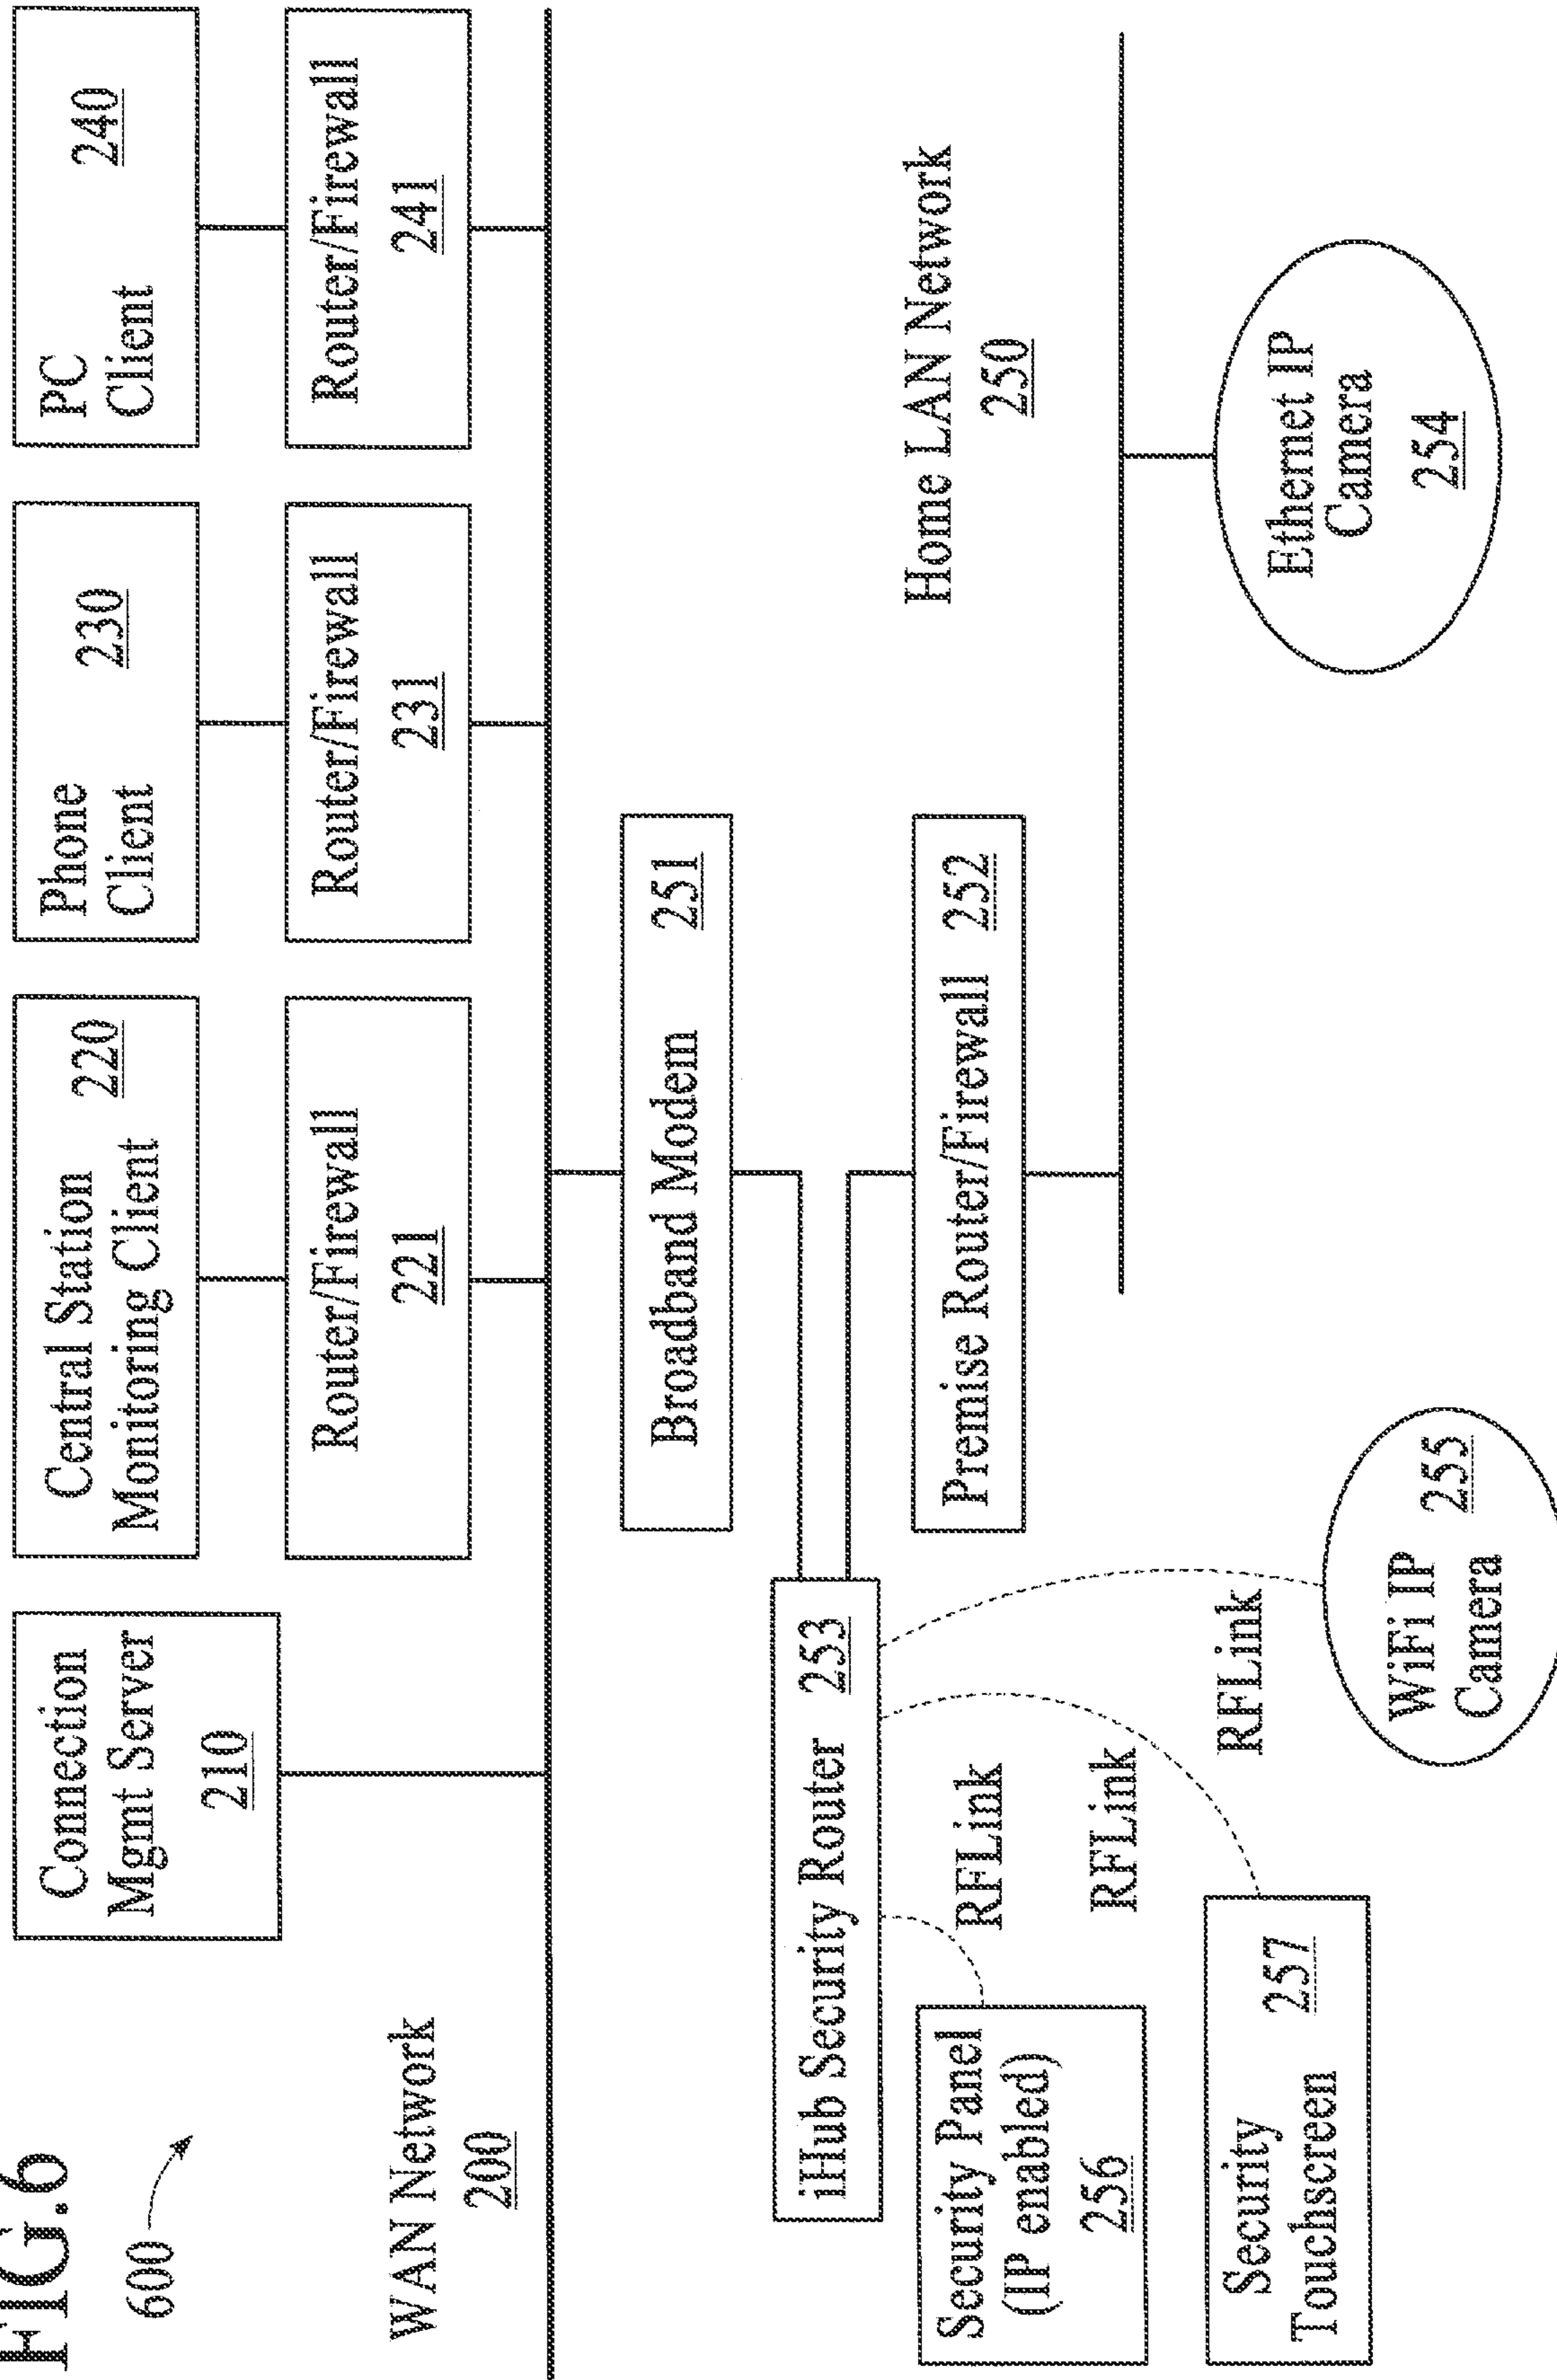 FIG.6
600
WAN Network
200
Connection
Mgmt Server
210
Central Station
220
Monitoring Client
Router/Firewall
221
Phone
230
Client
Router/Firewall
231
PC
240
Client
Router/Firewall
241
Broadband Modem 251
iHub Security Router 253
Premise Router/Firewall 252
Home LAN Network
250
Security Panel
(IP enabled)
256
RFLink
RFLink
RFLink
Security
257
Touchscreen
WiFi IP 255
Camera
Ethernet IP
Camera
254